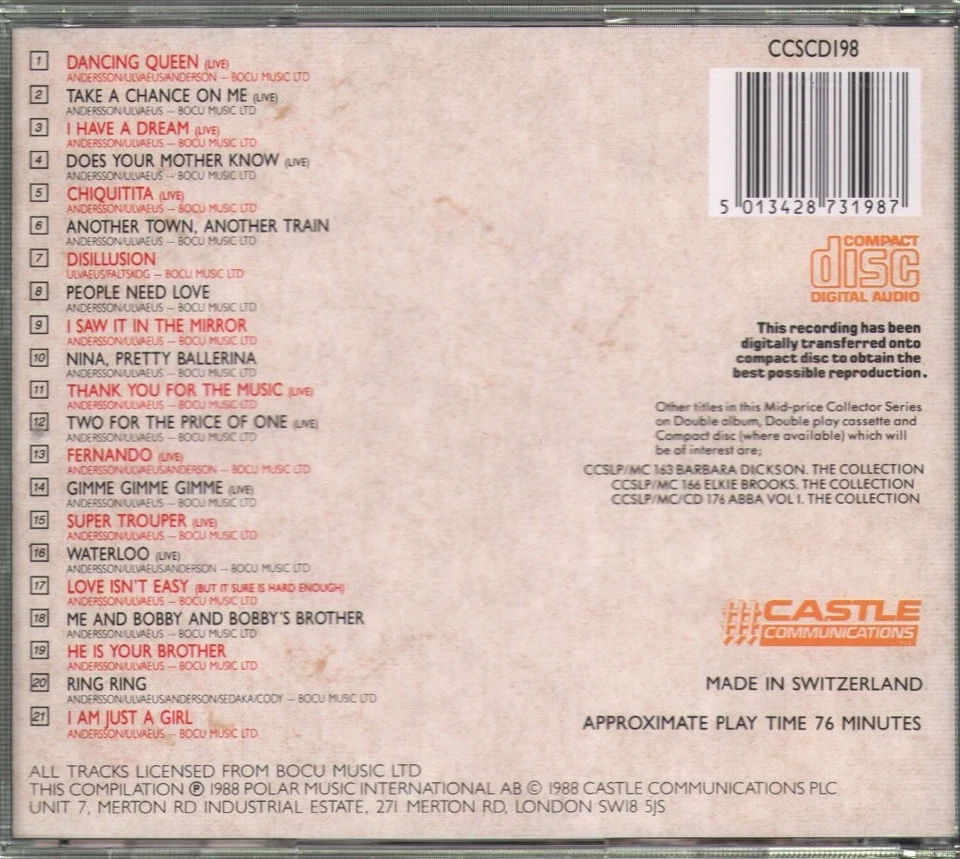 1 DANCING QUEEN (LIVE)
ANDERSSON/ULVAEUS/ANDERSON – BOCU MUSIC LTD
2 TAKE A CHANCE ON ME (LIVE)
ANDERSSON/ULVAEUS – BOCU MUSIC LTD
3 I HAVE A DREAM (LIVE)
ANDERSSON/ULVAEUS – BOCU MUSIC LTD
4 DOES YOUR MOTHER KNOW (LIVE)
ANDERSSON/ULVAEUS – BOCU MUSIC LTD
5 CHIQUITITA (LIVE)
ANDERSSON/ULVAEUS – BOCU MUSIC LTD
6 ANOTHER TOWN, ANOTHER TRAIN
ANDERSSON/ULVAEUS – BOCU MUSIC LTD
7 DISILLUSION
ULVAEUS/FALTSKOG – BOCU MUSIC LTD
8 PEOPLE NEED LOVE
ANDERSSON/ULVAEUS – BOCU MUSIC LTD
9 I SAW IT IN THE MIRROR
ANDERSSON/ULVAEUS – BOCU MUSIC LTD
10 NINA, PRETTY BALLERINA
ANDERSSON/ULVAEUS – BOCU MUSIC LTD
11 THANK YOU FOR THE MUSIC (LIVE)
ANDERSSON/ULVAEUS – BOCU MUSIC LTD
12 TWO FOR THE PRICE OF ONE (LIVE)
ANDERSSON/ULVAEUS – BOCU MUSIC LTD
13 FERNANDO (LIVE)
ANDERSSON/ULVAEUS/ANDERSON – BOCU MUSIC LTD
14 GIMME GIMME GIMME (LIVE)
ANDERSSON/ULVAEUS – BOCU MUSIC LTD
15 SUPER TROUPER (LIVE)
ANDERSSON/ULVAEUS – BOCU MUSIC LTD
16 WATERLOO (LIVE)
ANDERSSON/ULVAEUS/ANDERSON – BOCU MUSIC LTD
17 LOVE ISN'T EASY (BUT IT SURE IS HARD ENOUGH)
ANDERSSON/ULVAEUS – BOCU MUSIC LTD
18 ME AND BOBBY AND BOBBY'S BROTHER
ANDERSSON/ULVAEUS – BOCU MUSIC LTD
19 HE IS YOUR BROTHER
ANDERSSON/ULVAEUS – BOCU MUSIC LTD
20 RING RING
ANDERSSON/ULVAEUS/ANDERSON/SEDAKA/CODY – BOCU MUSIC LTD
21 I AM JUST A GIRL
ANDERSSON/ULVAEUS – BOCU MUSIC LTD
CCSCD198
5 013428 731987
COMPACT
disc
DIGITAL AUDIO
This recording has been
digitally transferred onto
compact disc to obtain the
best possible reproduction.
Other titles in this Mid-price Collector Series
on Double album, Double play cassette and
Compact disc (where available) which will
be of interest are;
CCSLP/MC 163 BARBARA DICKSON. THE COLLECTION
CCSLP/MC 166 ELKIE BROOKS. THE COLLECTION
CCSLP/MC/CD 176 ABBA VOL I. THE COLLECTION
CASTLE
COMMUNICATIONS
MADE IN SWITZERLAND
APPROXIMATE PLAY TIME 76 MINUTES
ALL TRACKS LICENSED FROM BOCU MUSIC LTD
THIS COMPILATION ℗ 1988 POLAR MUSIC INTERNATIONAL AB © 1988 CASTLE COMMUNICATIONS PLC
UNIT 7, MERTON RD INDUSTRIAL ESTATE, 271 MERTON RD, LONDON SW18 5JS